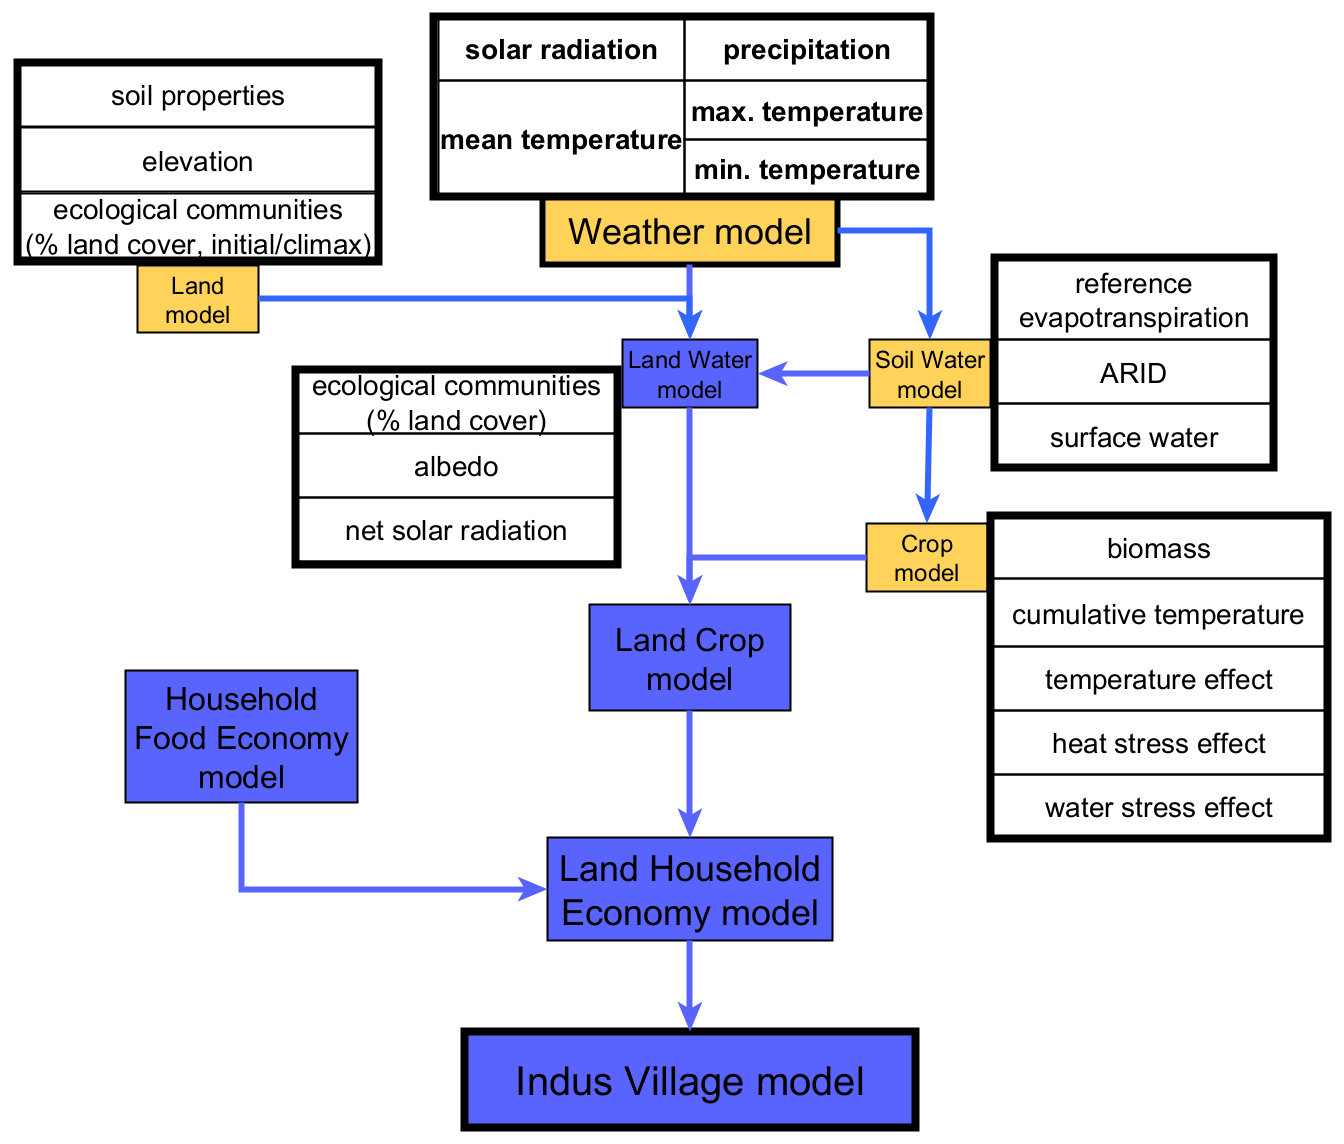 solar radiation
precipitation
mean temperature
max. temperature
min. temperature
Weather model
soil properties
elevation
ecological communities
(% land cover, initial/climax)
Land
model
reference
evapotranspiration
ARID
surface water
Soil Water
model
Land Water
model
ecological communities
(% land cover)
albedo
net solar radiation
Crop
model
biomass
cumulative temperature
temperature effect
heat stress effect
water stress effect
Land Crop
model
Household
Food Economy
model
Land Household
Economy model
Indus Village model